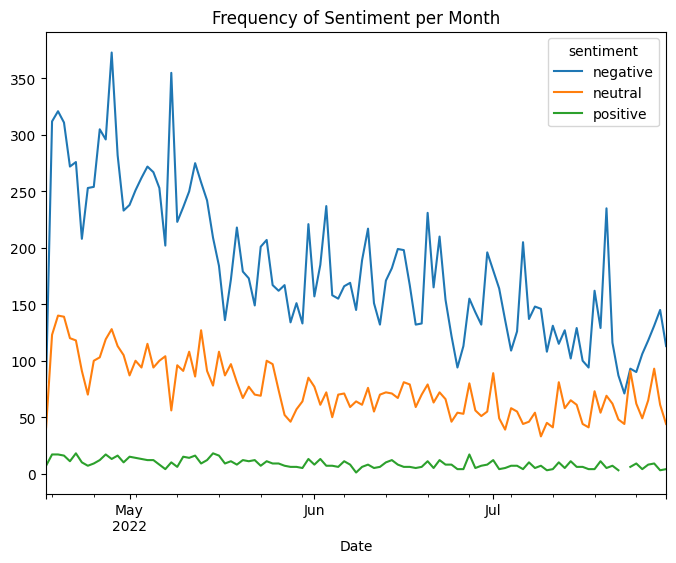 Frequency of Sentiment per Month
sentiment
negative
neutral
positive
350
300
250
200
150
100
50
0
May
2022
Jun
Jul
Date